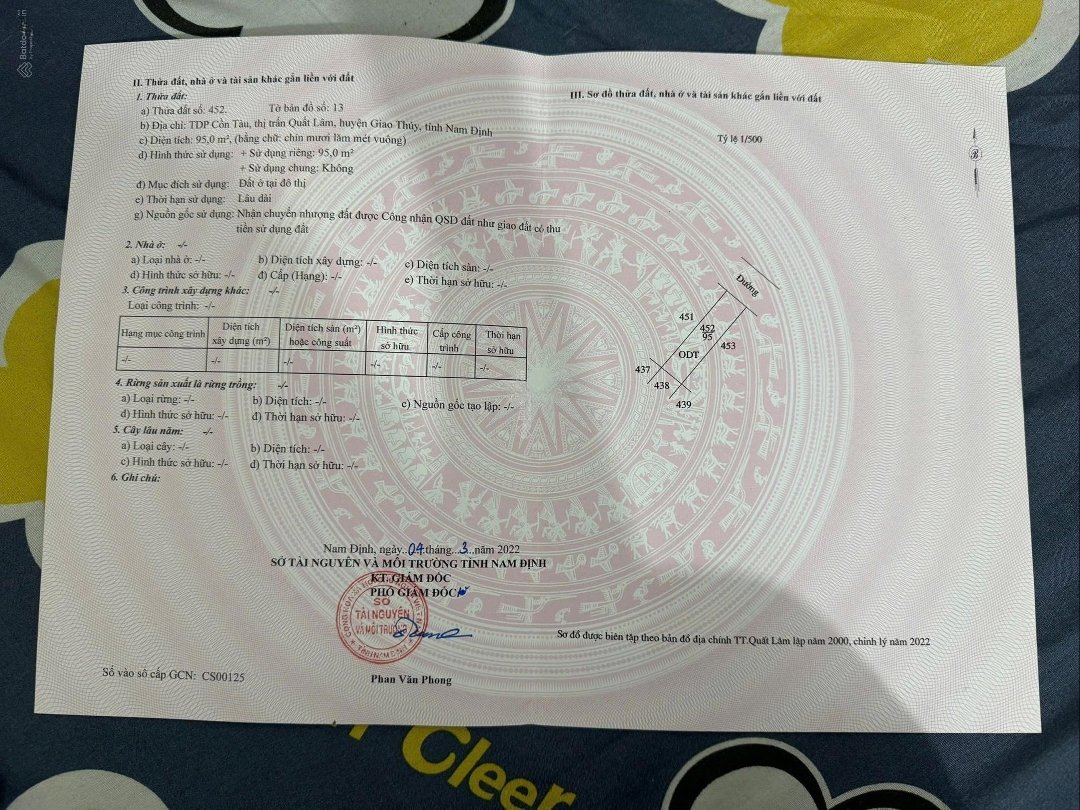 II. Thửa đất, nhà ở và tài sản khác gắn liền với đất
1. Thửa đất:
a) Thửa đất số: 452. Tờ bản đồ số: 13
b) Địa chỉ: TDP Cồn Tàu, thị trấn Quất Lâm, huyện Giao Thủy, tỉnh Nam Định
c) Diện tích: 95,0 m², (bằng chữ: chín mươi lăm mét vuông)
d) Hình thức sử dụng: + Sử dụng riêng: 95,0 m²
+ Sử dụng chung: Không
đ) Mục đích sử dụng: Đất ở tại đô thị
e) Thời hạn sử dụng: Lâu dài
g) Nguồn gốc sử dụng: Nhận chuyển nhượng đất được Công nhận QSD đất như giao đất có thu
tiền sử dụng đất
2. Nhà ở: -/-
a) Loại nhà ở: -/- b) Diện tích xây dựng: -/- c) Diện tích sàn: -/-
d) Hình thức sở hữu: -/- đ) Cấp (Hạng): -/- e) Thời hạn sở hữu: -/-
3. Công trình xây dựng khác: -/-
Loại công trình: -/-
Hạng mục công trình Diện tích xây dựng (m²) Diện tích sàn (m²) hoặc công suất Hình thức sở hữu Cấp công trình Thời hạn sở hữu
-/- -/- -/- -/- -/- -/-
4. Rừng sản xuất là rừng trồng: -/-
a) Loại rừng: -/- b) Diện tích: -/- c) Nguồn gốc tạo lập: -/-
d) Hình thức sở hữu: -/- đ) Thời hạn sở hữu: -/-
5. Cây lâu năm: -/-
a) Loại cây: -/- b) Diện tích: -/-
c) Hình thức sở hữu: -/- d) Thời hạn sở hữu: -/-
6. Ghi chú:
Nam Định, ngày..04.tháng...3..năm 2022
SỞ TÀI NGUYÊN VÀ MÔI TRƯỜNG TỈNH NAM ĐỊNH
KT. GIÁM ĐỐC
PHÓ GIÁM ĐỐC
SỞ
TÀI NGUYÊN
VÀ MÔI TRƯỜNG
Phan Văn Phong
Số vào sổ cấp GCN: CS00125
III. Sơ đồ thửa đất, nhà ở và tài sản khác gắn liền với đất
Tỷ lệ 1/500
B
Đường
451
452
95
453
ODT
437
438
439
Sơ đồ được biên tập theo bản đồ địa chính TT.Quất Lâm lập năm 2000, chỉnh lý năm 2022
Cleer